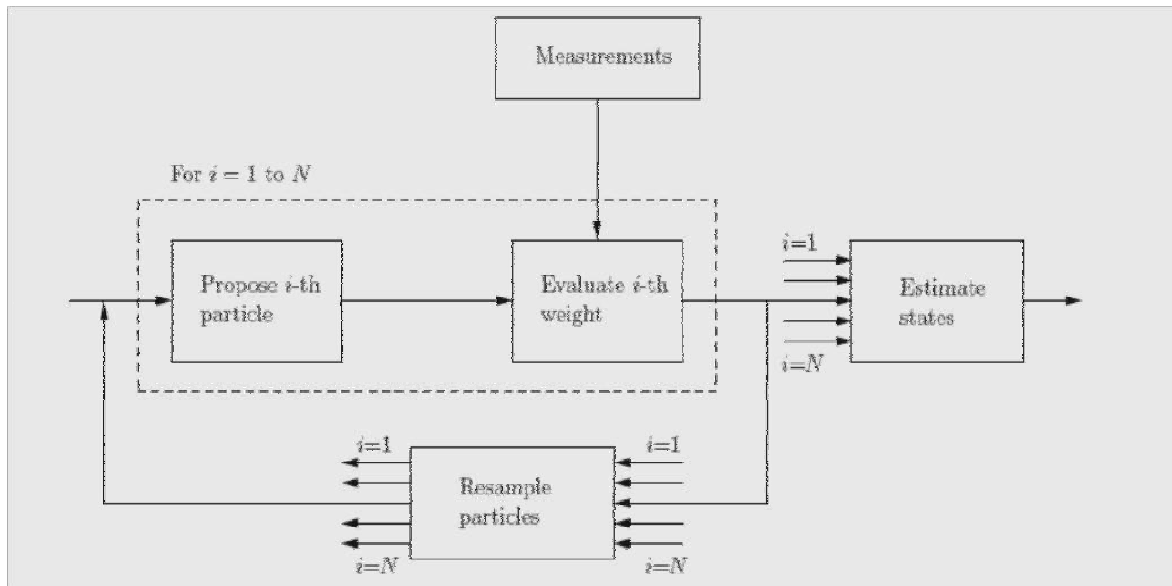 Measurements
For i = 1 to N
Propose i-th
particle
Evaluate i-th
weight
i=1
i=N
Estimate
states
i=1
i=N
Resample
particles
i=1
i=N